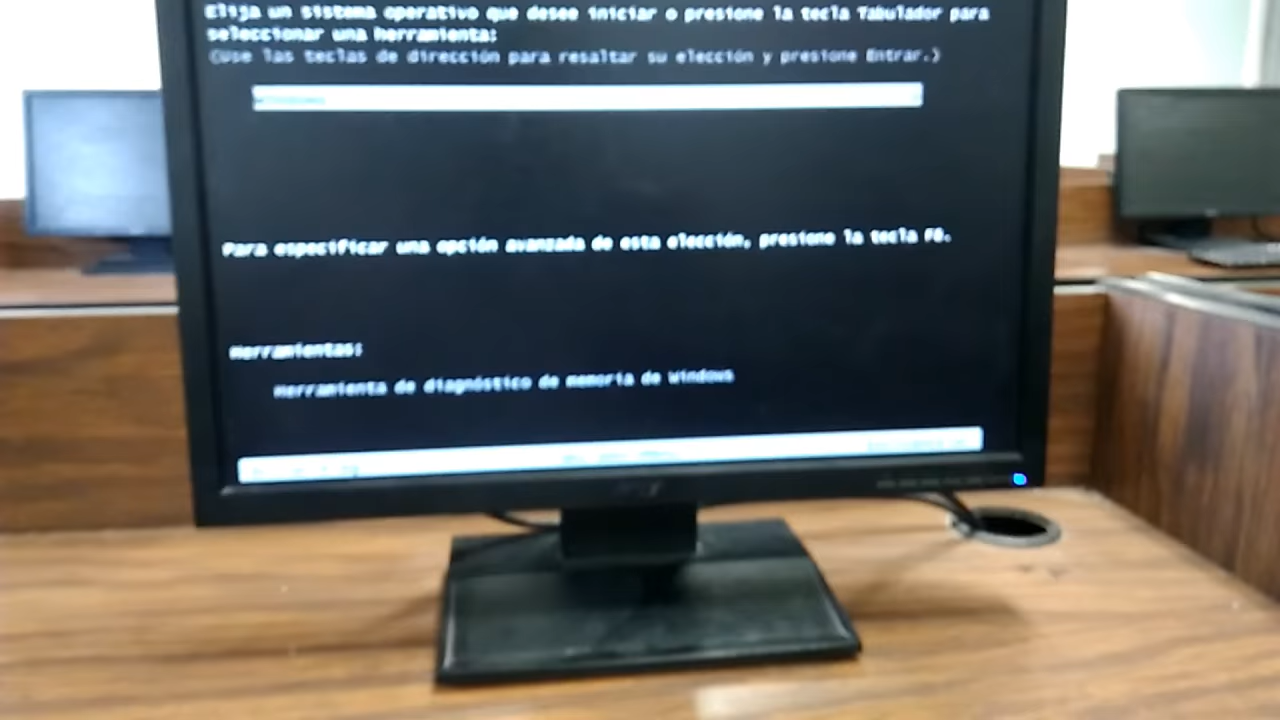 Elija un sistema operativo que desee iniciar o presione la tecla Tabulador para
seleccionar una herramienta:
(Use las teclas de dirección para resaltar su elección y presione Entrar.)
Para especificar una opción avanzada de esta elección, presione la tecla F8.
Herramientas:
Herramienta de diagnóstico de memoria de Windows